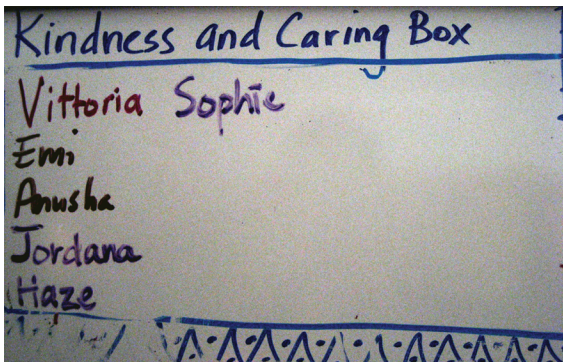 Kindness and Caring Box
Vittoria Sophie
Emi
Anusha
Jordana
Haze